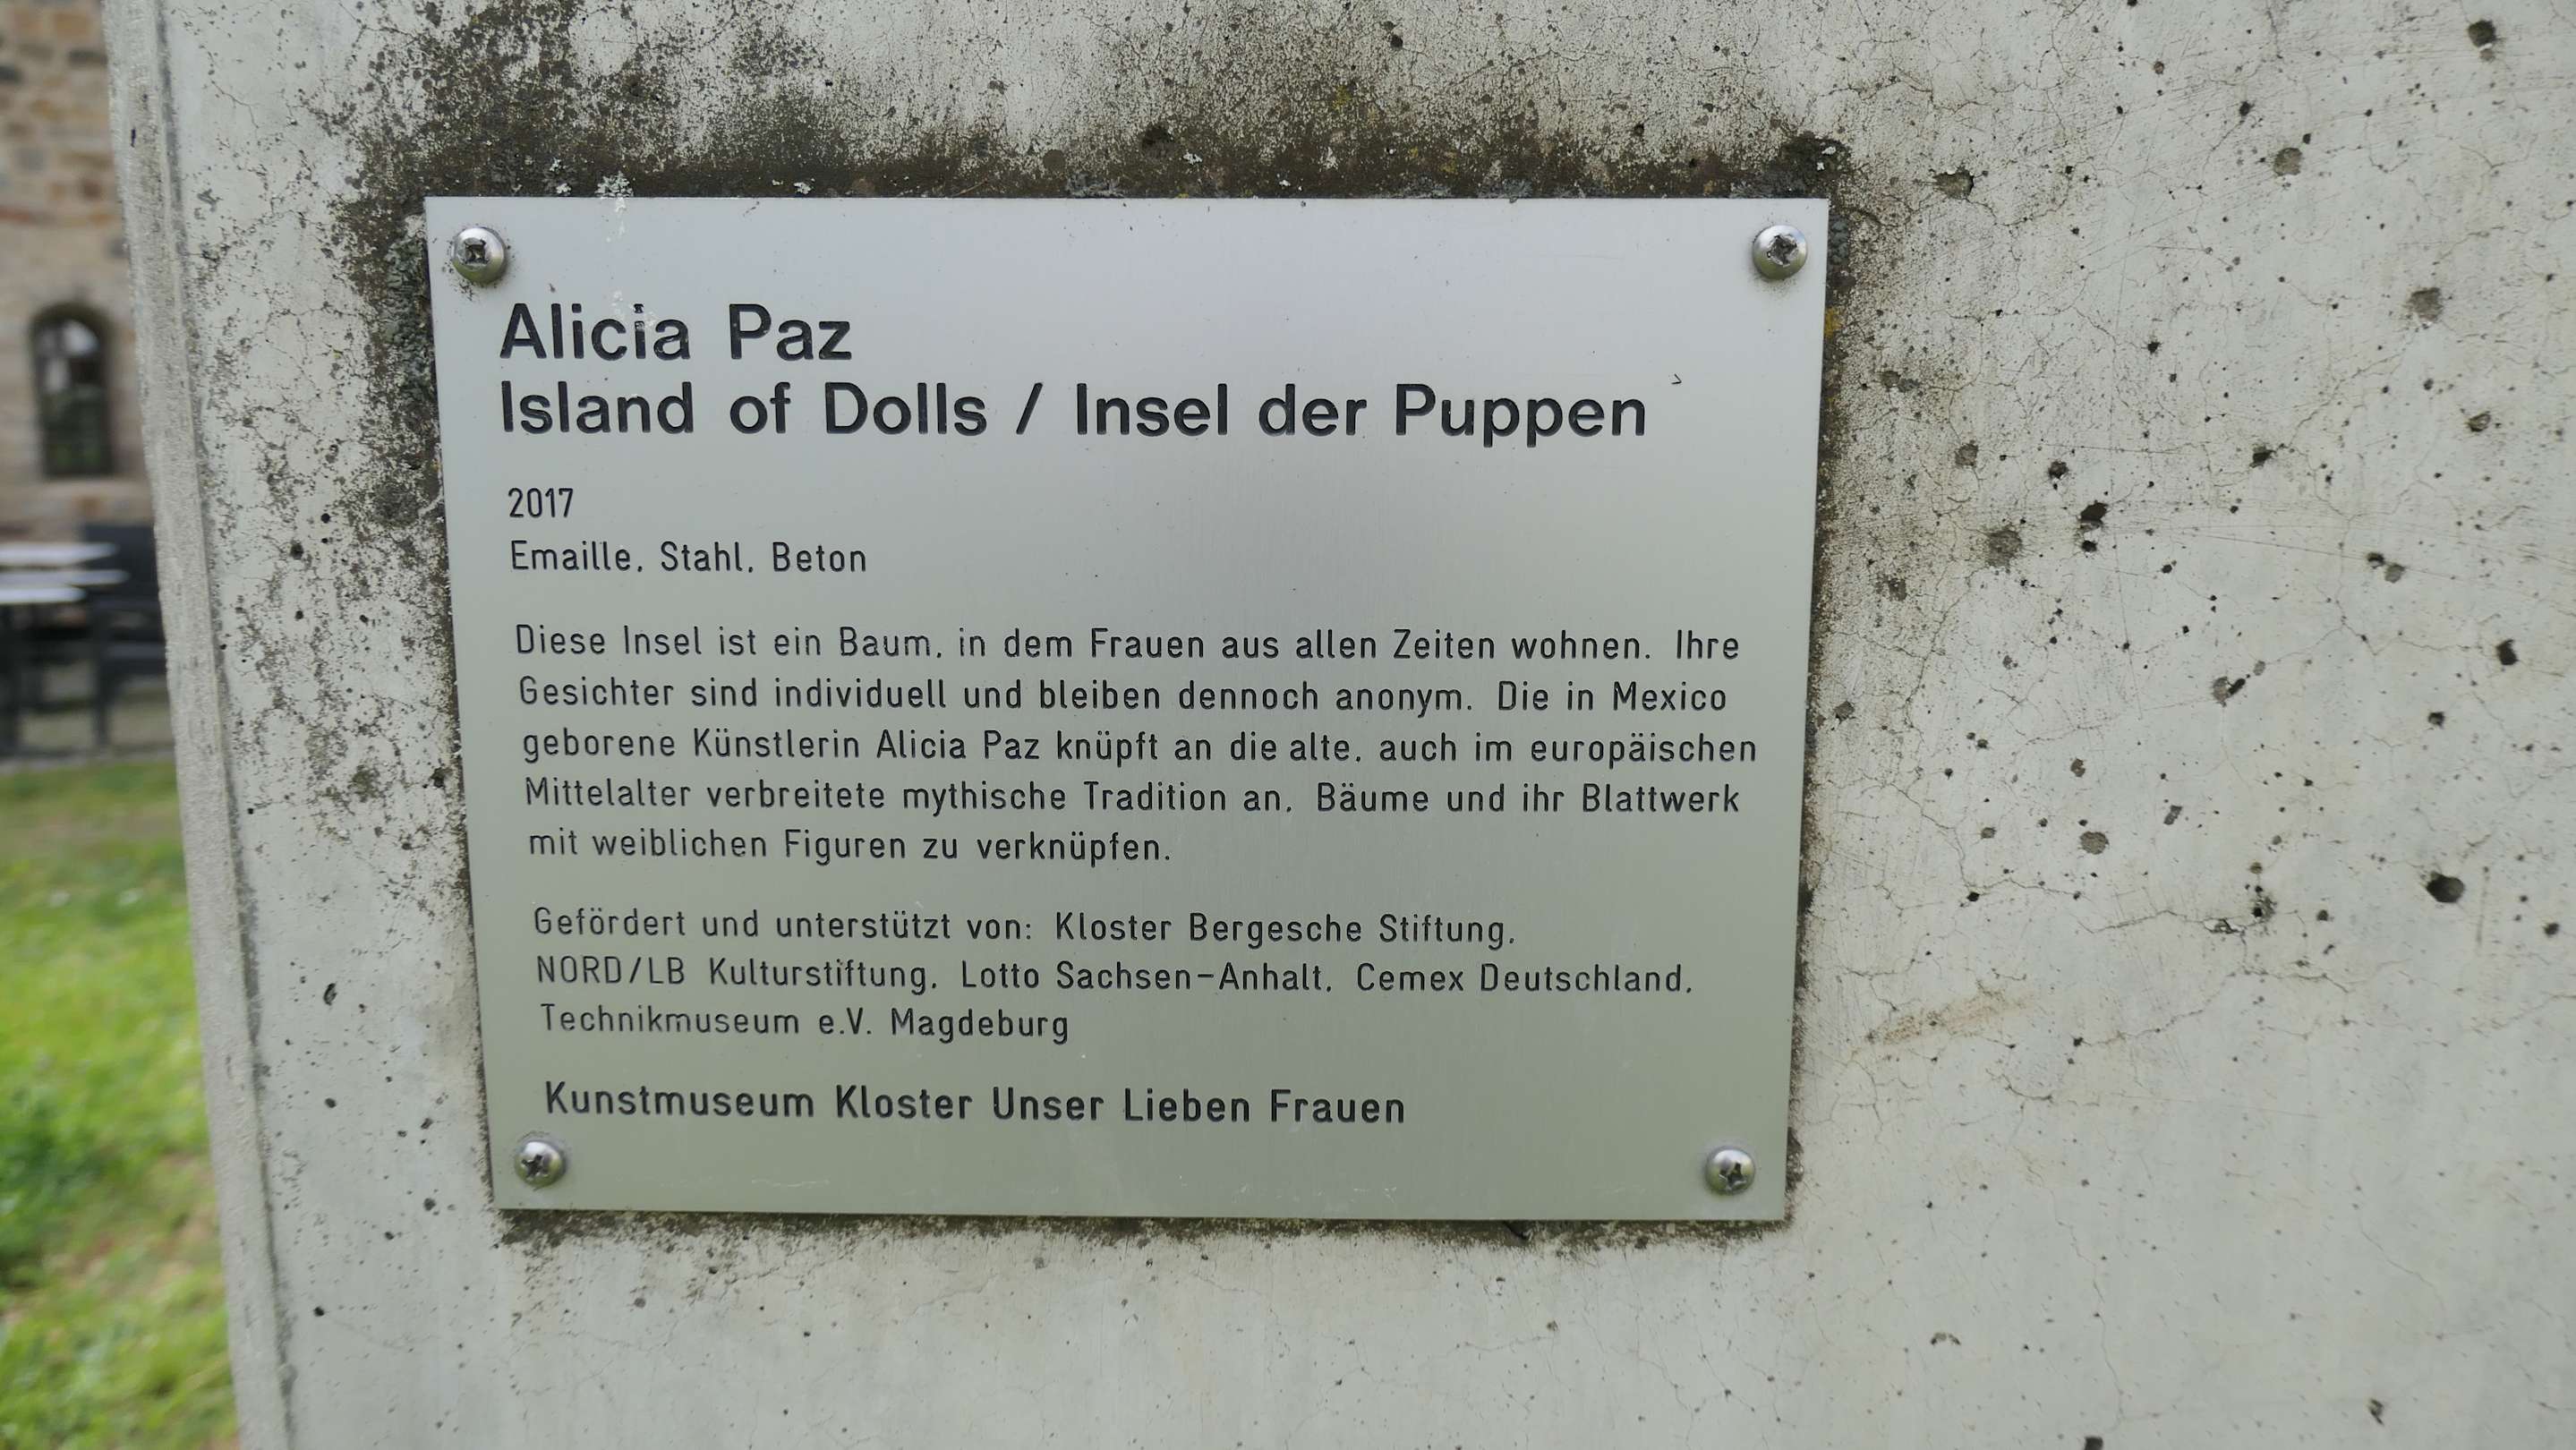 Alicia Paz
Island of Dolls / Insel der Puppen
2017
Emaille, Stahl, Beton
Diese Insel ist ein Baum, in dem Frauen aus allen Zeiten wohnen. Ihre
Gesichter sind individuell und bleiben dennoch anonym. Die in Mexico
geborene Künstlerin Alicia Paz knüpft an die alte, auch im europäischen
Mittelalter verbreitete mythische Tradition an, Bäume und ihr Blattwerk
mit weiblichen Figuren zu verknüpfen.
Gefördert und unterstützt von: Kloster Bergesche Stiftung,
NORD/LB Kulturstiftung, Lotto Sachsen-Anhalt, Cemex Deutschland,
Technikmuseum e.V. Magdeburg
Kunstmuseum Kloster Unser Lieben Frauen